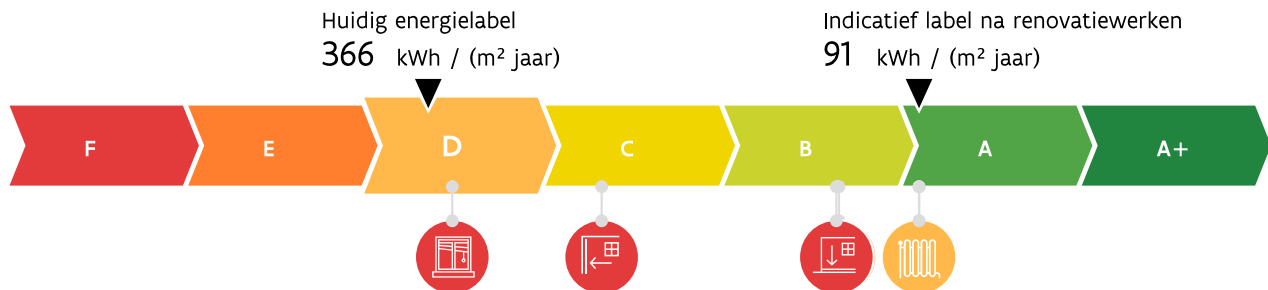 Huidig energielabel
366 kWh / (m² jaar)
Indicatief label na renovatiewerken
91 kWh / (m² jaar)
F E D C B A A+